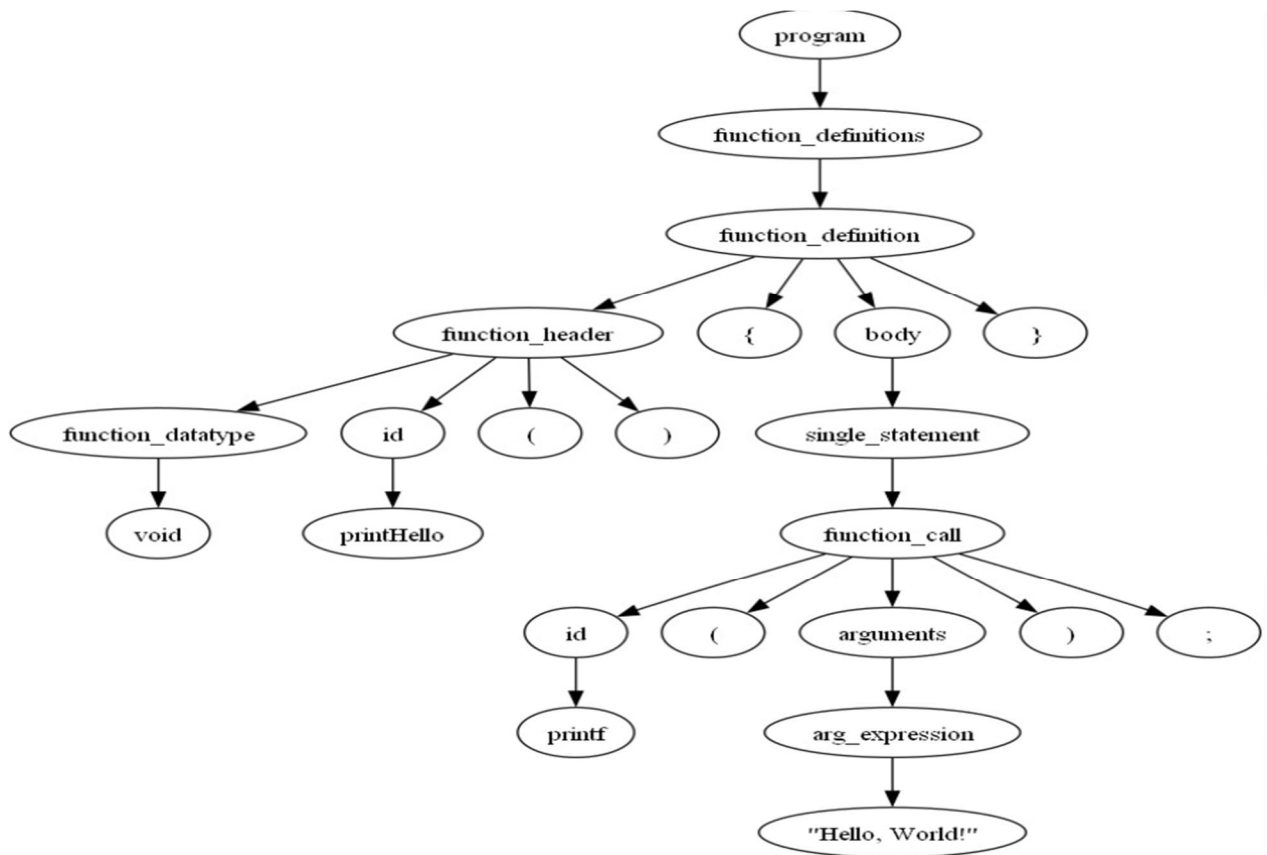 program
function_definitions
function_definition
function_header { body }
function_datatype id ( ) single_statement
void printHello function_call
id ( arguments ) ;
printf arg_expression
"Hello, World!"